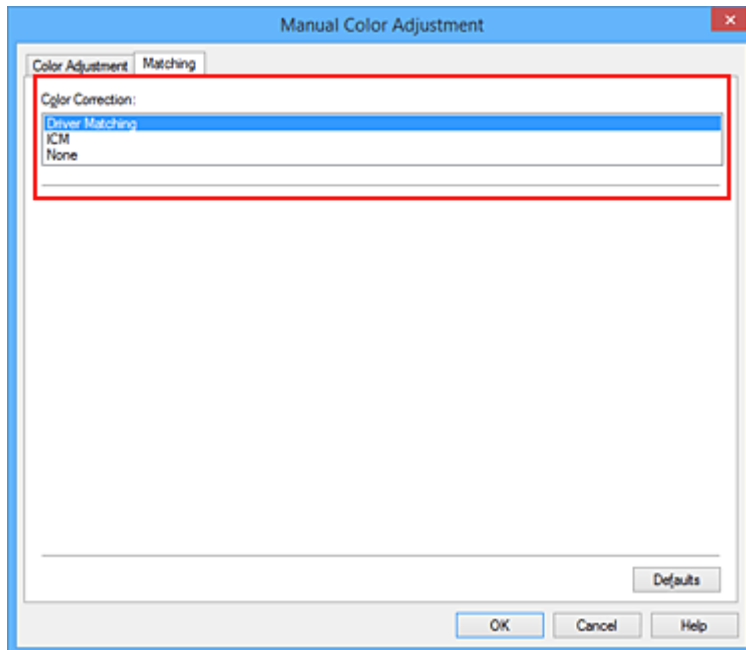 Manual Color Adjustment
Color Adjustment Matching
Color Correction:
Driver Matching
ICM
None
Defaults
OK Cancel Help